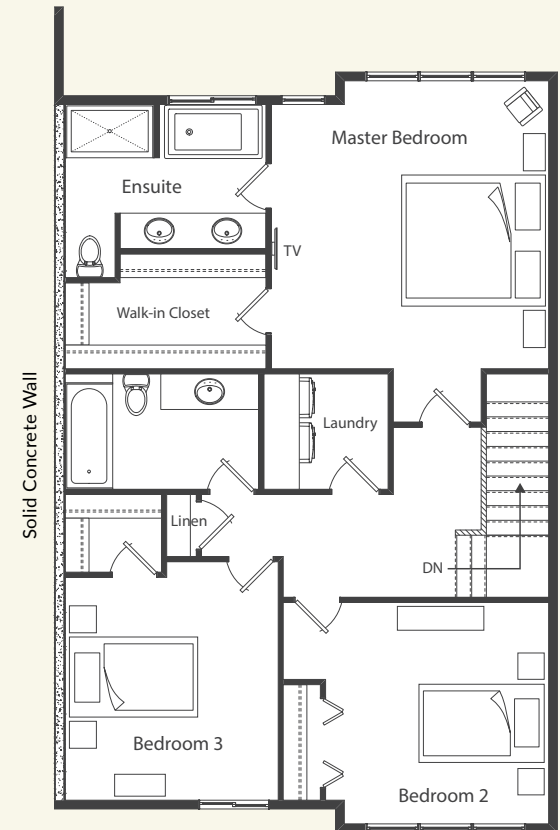 Master Bedroom
Ensuite
TV
Walk-in Closet
Solid Concrete Wall
Laundry
Linen
DN
Bedroom 3
Bedroom 2